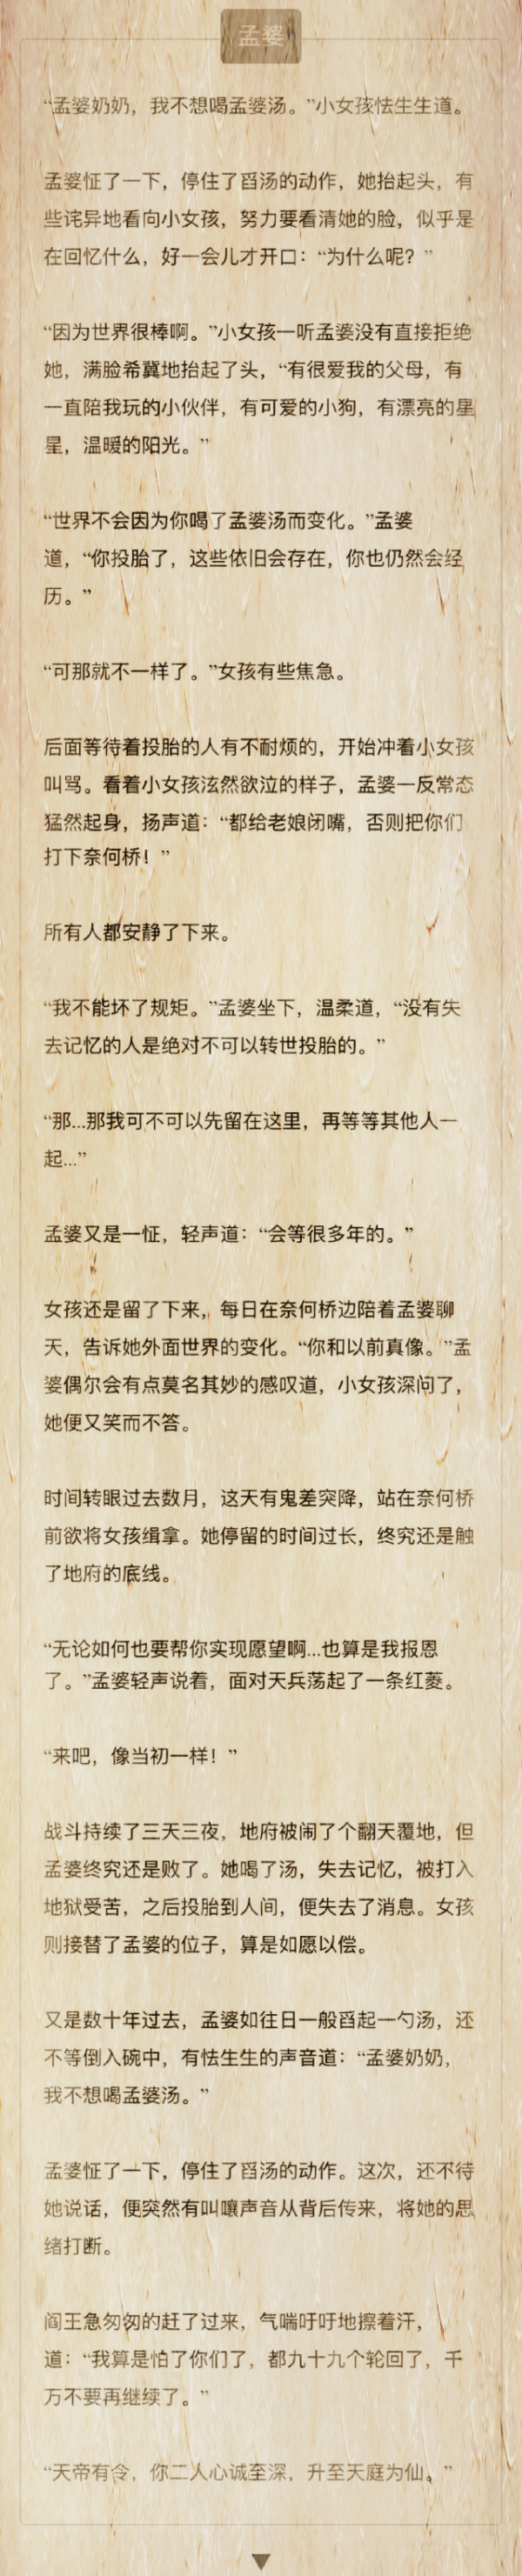 孟婆
“孟婆奶奶，我不想喝孟婆汤。”小女孩怯生生道。
孟婆怔了一下，停住了舀汤的动作，她抬起头，有
些诧异地看向小女孩，努力要看清她的脸，似乎是
在回忆什么，好一会儿才开口：“为什么呢？”
“因为世界很棒啊。”小女孩一听孟婆没有直接拒绝
她，满脸希冀地抬起了头，“有很爱我的父母，有
一直陪我玩的小伙伴，有可爱的小狗，有漂亮的星
星，温暖的阳光。”
“世界不会因为你喝了孟婆汤而变化。”孟婆
道，“你投胎了，这些依旧会存在，你也仍然会经
历。”
“可那就不一样了。”女孩有些焦急。
后面等待着投胎的人有不耐烦的，开始冲着小女孩
叫骂。看着小女孩泫然欲泣的样子，孟婆一反常态
猛然起身，扬声道：“都给老娘闭嘴，否则把你们
打下奈何桥！”
所有人都安静了下来。
“我不能坏了规矩。”孟婆坐下，温柔道，“没有失
去记忆的人是绝对不可以转世投胎的。”
“那...那我可不可以先留在这里，再等等其他人一
起...”
孟婆又是一怔，轻声道：“会等很多年的。”
女孩还是留了下来，每日在奈何桥边陪着孟婆聊
天，告诉她外面世界的变化。“你和以前真像。”孟
婆偶尔会有点莫名其妙的感叹道，小女孩深问了，
她便又笑而不答。
时间转眼过去数月，这天有鬼差突降，站在奈何桥
前欲将女孩缉拿。她停留的时间过长，终究还是触
了地府的底线。
“无论如何也要帮你实现愿望啊...也算是我报恩
了。”孟婆轻声说着，面对天兵荡起了一条红菱。
“来吧，像当初一样！”
战斗持续了三天三夜，地府被闹了个翻天覆地，但
孟婆终究还是败了。她喝了汤，失去记忆，被打入
地狱受苦，之后投胎到人间，便失去了消息。女孩
则接替了孟婆的位子，算是如愿以偿。
又是数十年过去，孟婆如往日一般舀起一勺汤，还
不等倒入碗中，有怯生生的声音道：“孟婆奶奶，
我不想喝孟婆汤。”
孟婆怔了一下，停住了舀汤的动作。这次，还不待
她说话，便突然有叫嚷声音从背后传来，将她的思
绪打断。
阎王急匆匆的赶了过来，气喘吁吁地擦着汗，
道：“我算是怕了你们了，都九十九个轮回了，千
万不要再继续了。”
“天帝有令，你二人心诚至深，升至天庭为仙。”